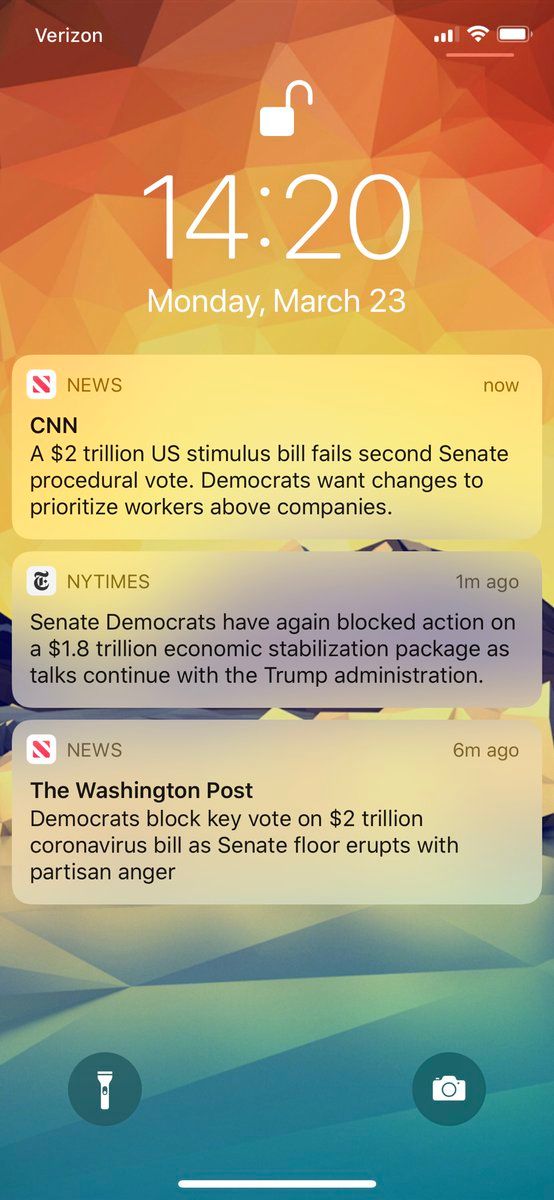 Verizon
14:20
Monday, March 23
NEWS now
CNN
A $2 trillion US stimulus bill fails second Senate
procedural vote. Democrats want changes to
prioritize workers above companies.
NYTIMES 1m ago
Senate Democrats have again blocked action on
a $1.8 trillion economic stabilization package as
talks continue with the Trump administration.
NEWS 6m ago
The Washington Post
Democrats block key vote on $2 trillion
coronavirus bill as Senate floor erupts with
partisan anger